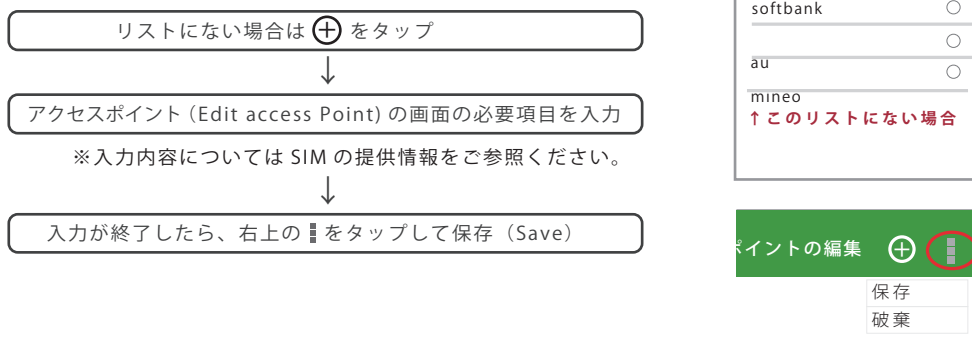 リストにない場合は ⊕ をタップ
↓
アクセスポイント（Edit access Point) の画面の必要項目を入力
※入力内容については SIM の提供情報をご参照ください。
↓
入力が終了したら、右上の をタップして保存（Save）
softbank
au
mineo
↑このリストにない場合
イントの編集
保存
破棄